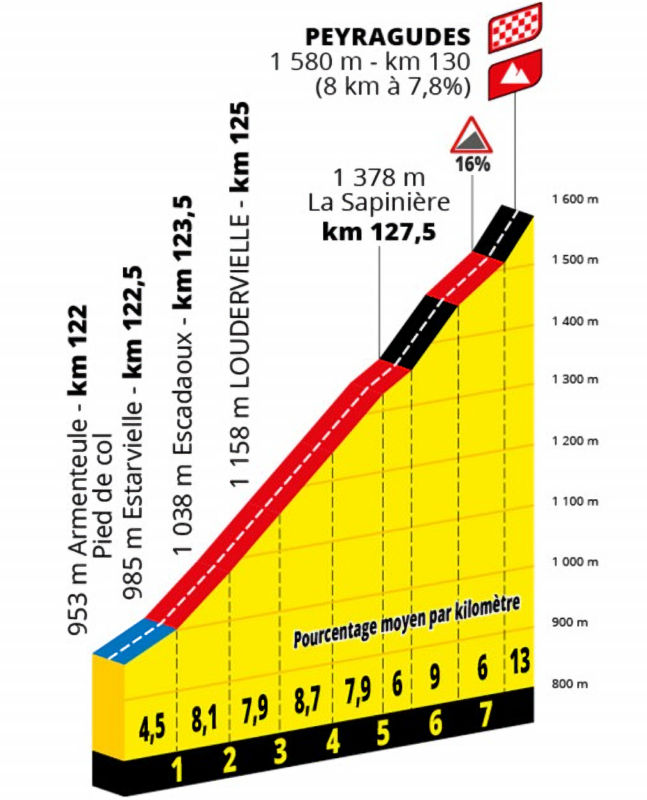 PEYRAGUDES
1 580 m - km 130
(8 km à 7,8%)
16%
1 378 m
La Sapinière
km 127,5
953 m Armenteule - km 122
Pied de col
985 m Estarvielle - km 122,5
1 038 m Escadaoux - km 123,5
1 158 m LOUDERVIELLE - km 125
1 600 m
1 500 m
1 400 m
1 300 m
1 200 m
1 100 m
1 000 m
900 m
800 m
Pourcentage moyen par kilomètre
4,5 8,1 7,9 8,7 7,9 6 9 6 13
1 2 3 4 5 6 7